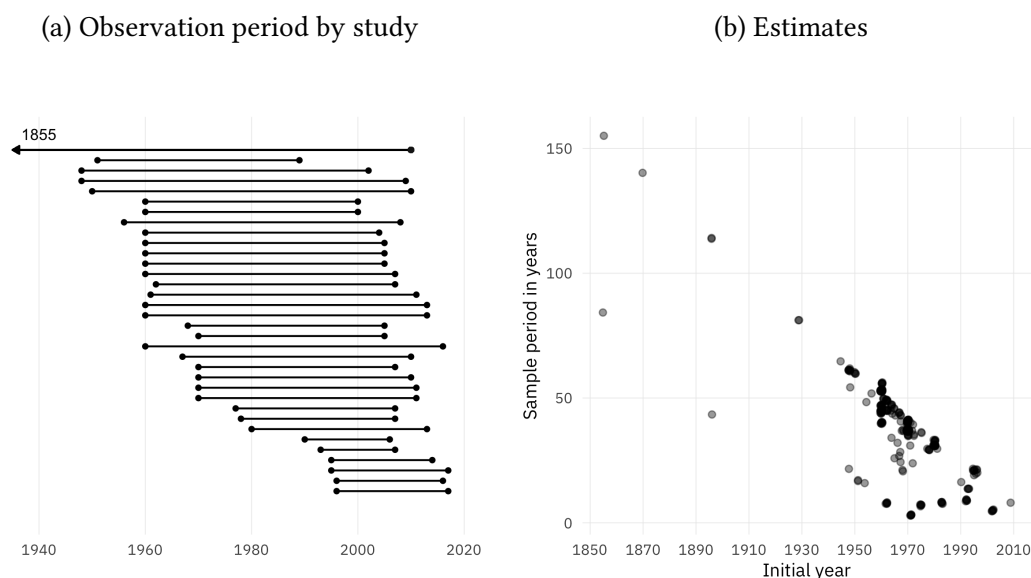 (a) Observation period by study
(b) Estimates
1855
1940 1960 1980 2000 2020
Sample period in years
150
100
50
0
1850 1870 1890 1910 1930 1950 1970 1990 2010
Initial year